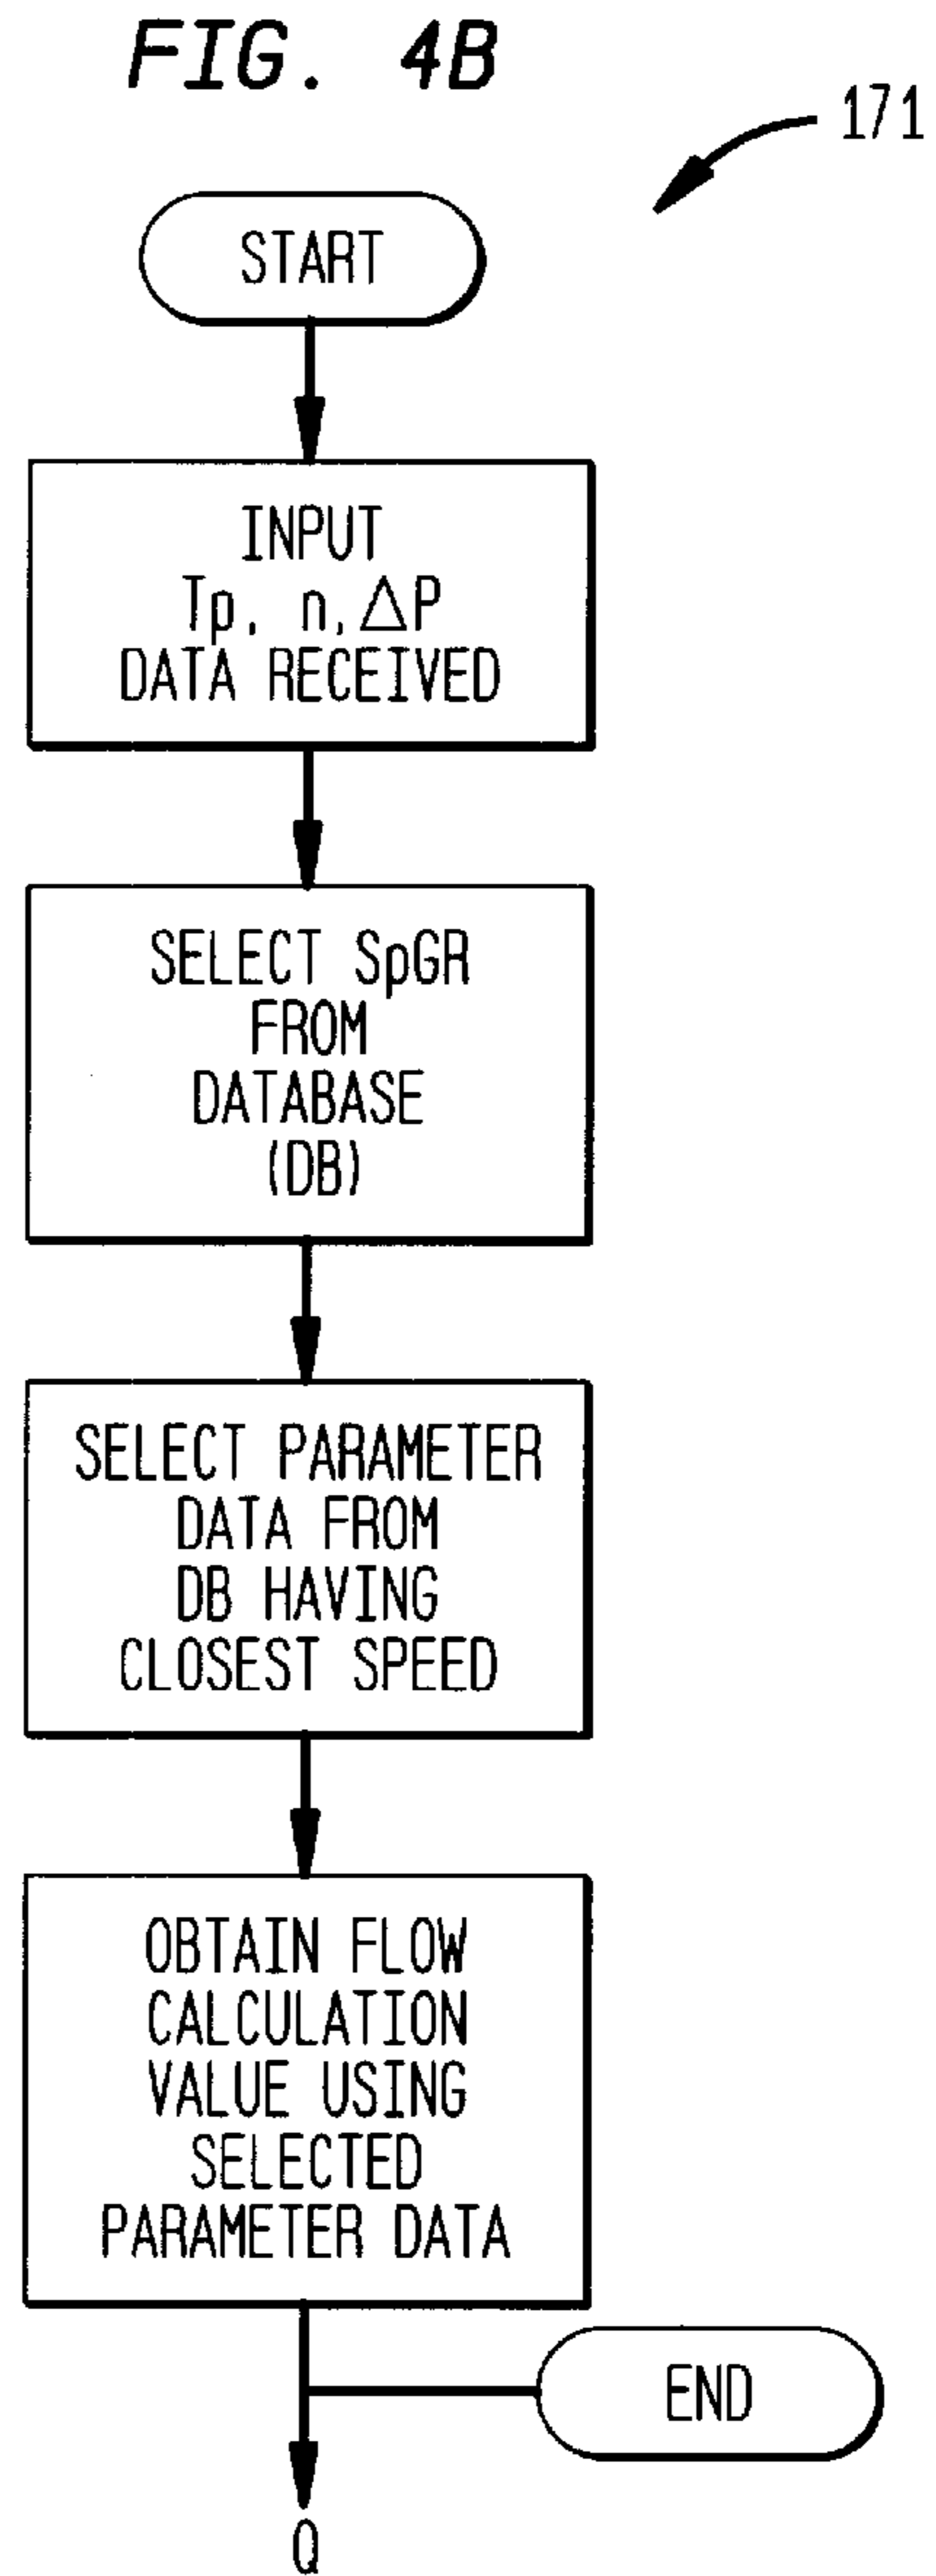 FIG. 4B
171
START
INPUT
Tp, n, △P
DATA RECEIVED
SELECT SpGR
FROM
DATABASE
(DB)
SELECT PARAMETER
DATA FROM
DB HAVING
CLOSEST SPEED
OBTAIN FLOW
CALCULATION
VALUE USING
SELECTED
PARAMETER DATA
END
Q